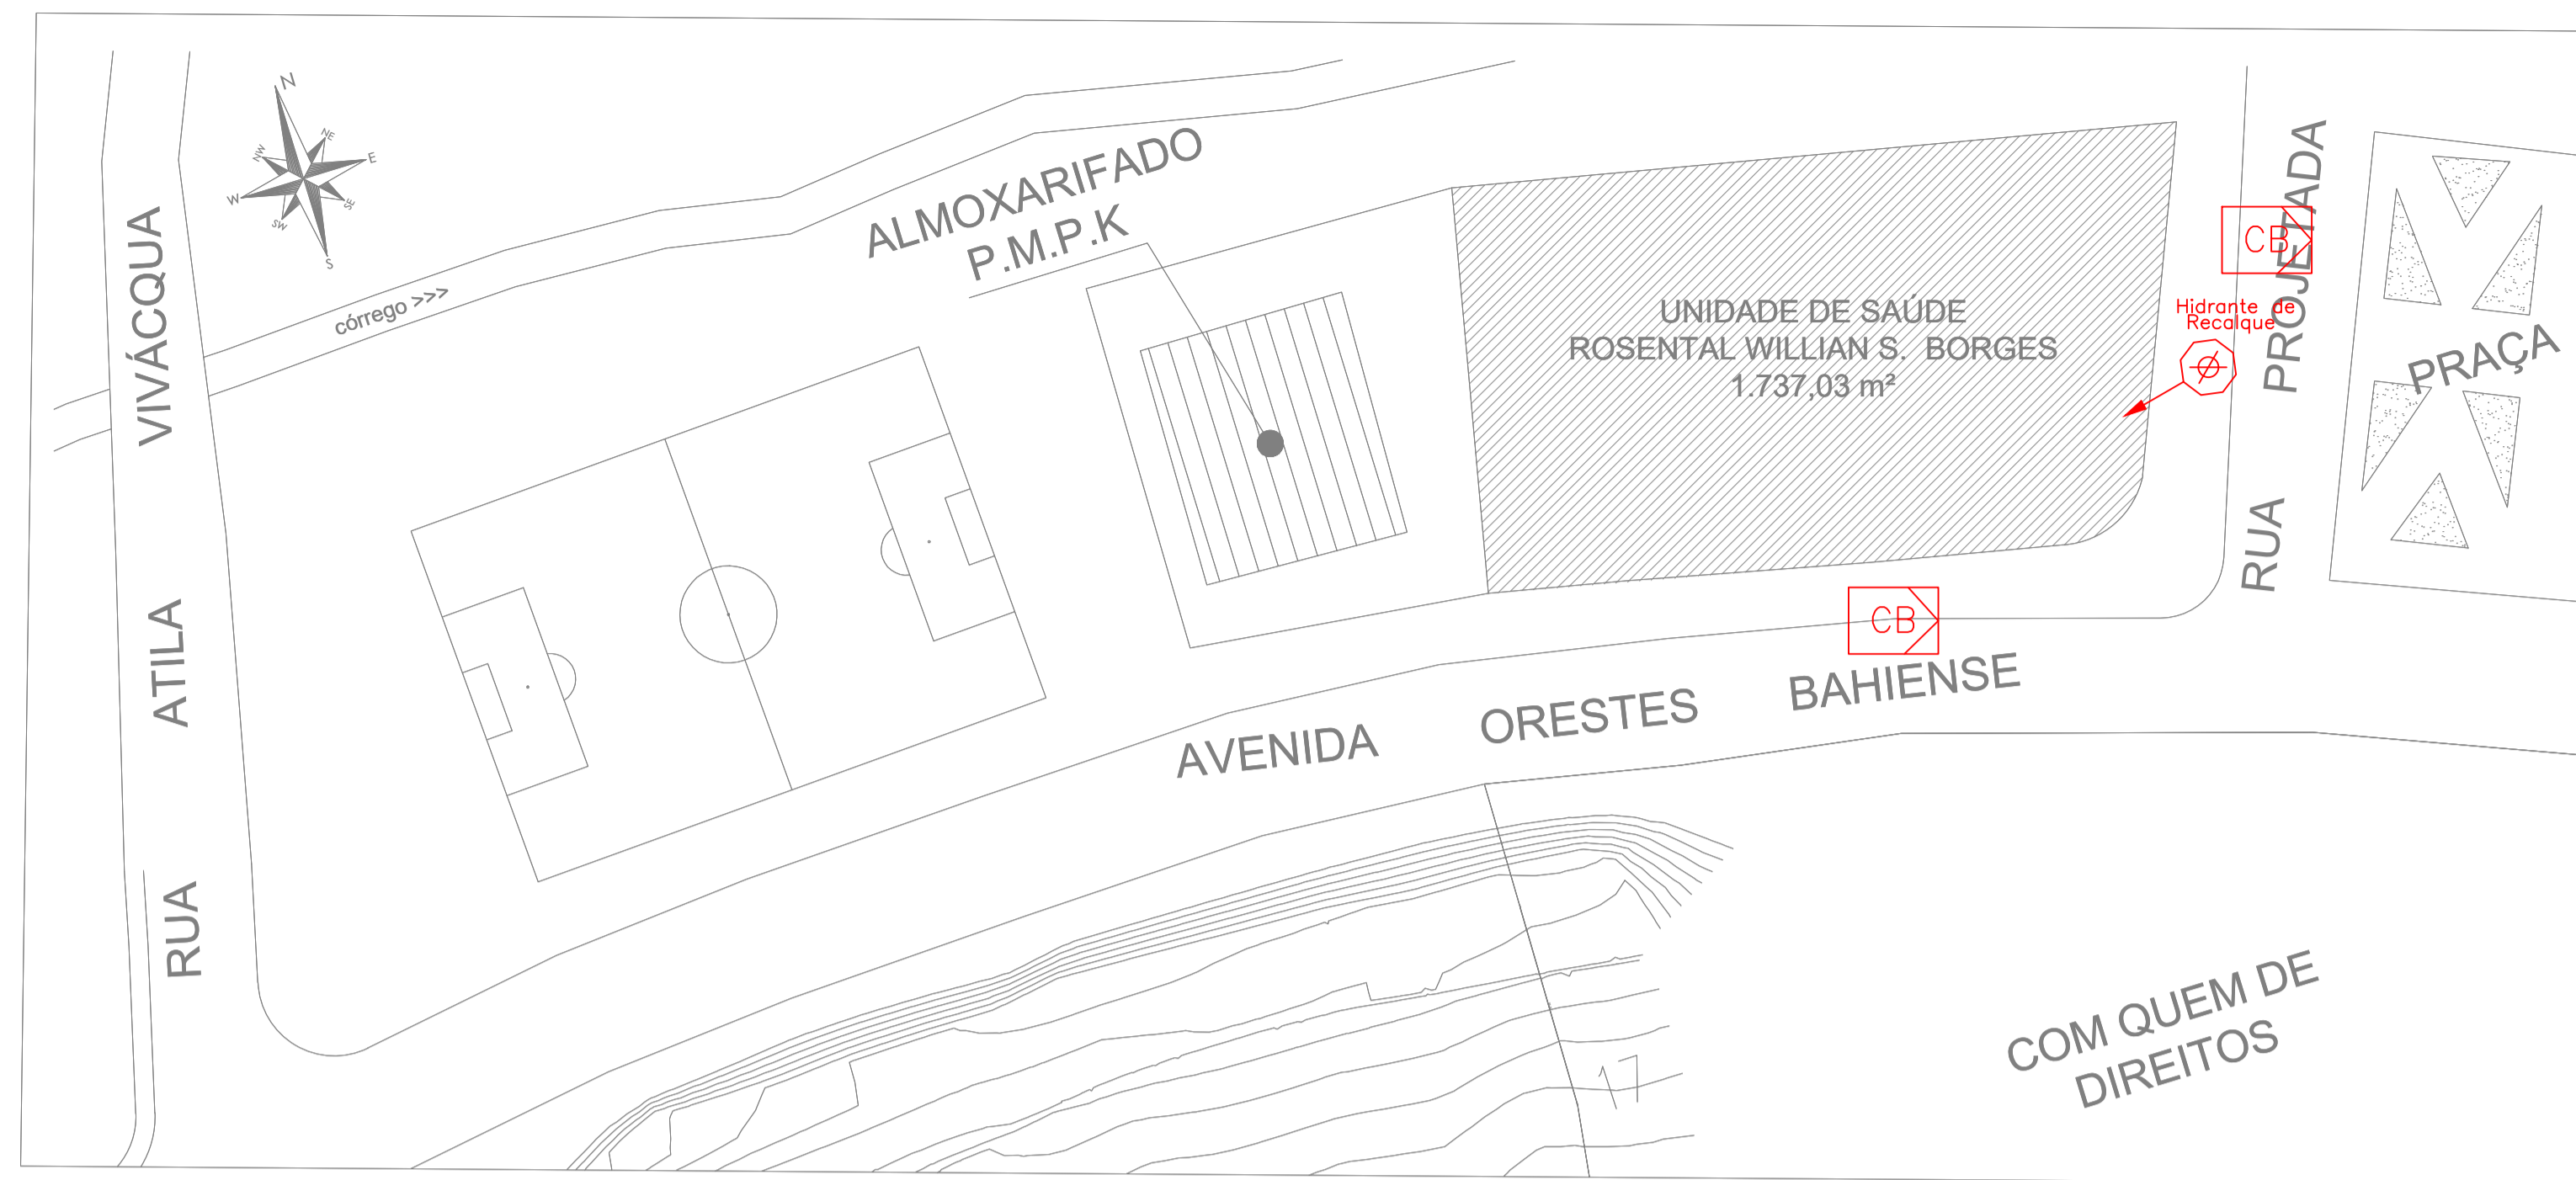 N
NE
E
SE
S
SW
W
NW
córrego >>>
RUA ATILA VIVÁCQUA
ALMOXARIFADO
P.M.P.K
UNIDADE DE SAÚDE
ROSENTAL WILLIAN S. BORGES
1.737,03 m²
CB
Hidrante de
Recalque
RUA PROJETADA
PRAÇA
CB
AVENIDA ORESTES BAHIENSE
17
COM QUEM DE
DIREITOS